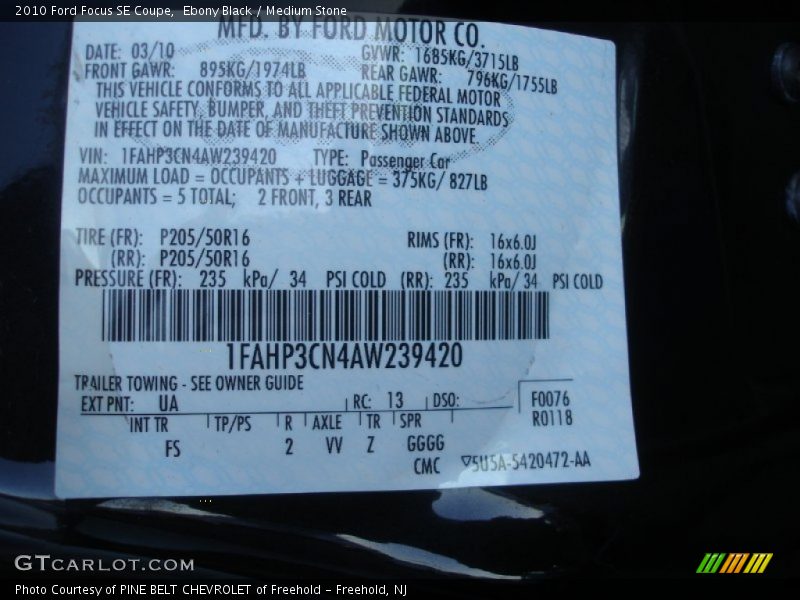 2010 Ford Focus SE Coupe,  Ebony Black / Medium Stone
MFD. BY FORD MOTOR CO.
DATE: 03/10 GVWR: 1685KG/3715LB
FRONT GAWR: 895KG/1974LB REAR GAWR: 796KG/1755LB
THIS VEHICLE CONFORMS TO ALL APPLICABLE FEDERAL MOTOR
VEHICLE SAFETY, BUMPER, AND THEFT PREVENTION STANDARDS
IN EFFECT ON THE DATE OF MANUFACTURE SHOWN ABOVE.
VIN: 1FAHP3CN4AW239420 TYPE: Passenger Car
MAXIMUM LOAD = OCCUPANTS + LUGGAGE = 375KG/ 827LB
OCCUPANTS = 5 TOTAL; 2 FRONT, 3 REAR
TIRE (FR): P205/50R16 RIMS (FR): 16x6.0J
(RR): P205/50R16 (RR): 16x6.0J
PRESSURE (FR): 235 kPa/ 34 PSI COLD (RR): 235 kPa/ 34 PSI COLD
1FAHP3CN4AW239420
TRAILER TOWING - SEE OWNER GUIDE
EXT PNT: UA RC: 13 DSO: F0076
R0118
INT TR TP/PS R AXLE TR SPR
FS 2 VV Z GGGG
CMC ▽5U5A-5420472-AA
GTCARLOT.COM
Photo Courtesy of PINE BELT CHEVROLET of Freehold - Freehold, NJ